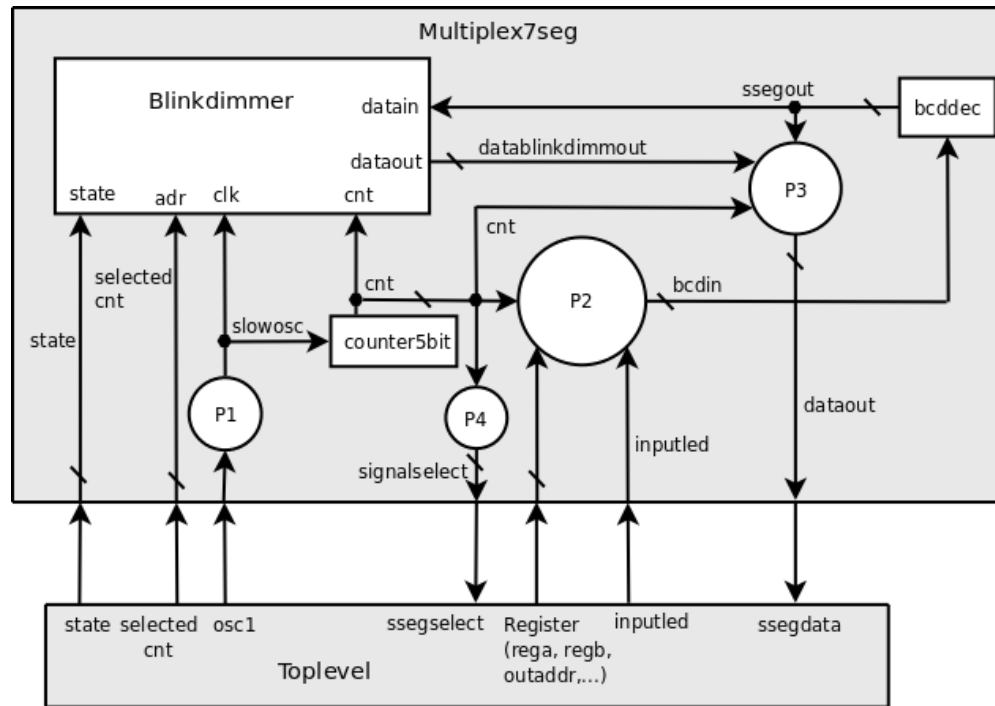 Multiplex7seg
Blinkdimmer
datain
ssegout
bcddec
dataout
datablinkdimmout
state
adr
clk
cnt
P3
cnt
selected
cnt
cnt
P2
bcdin
state
slowosc
counter5bit
P1
P4
dataout
inputled
signalselect
state
selected
cnt
osc1
ssegselect
Register
(rega, regb,
outaddr,...)
inputled
ssegdata
Toplevel